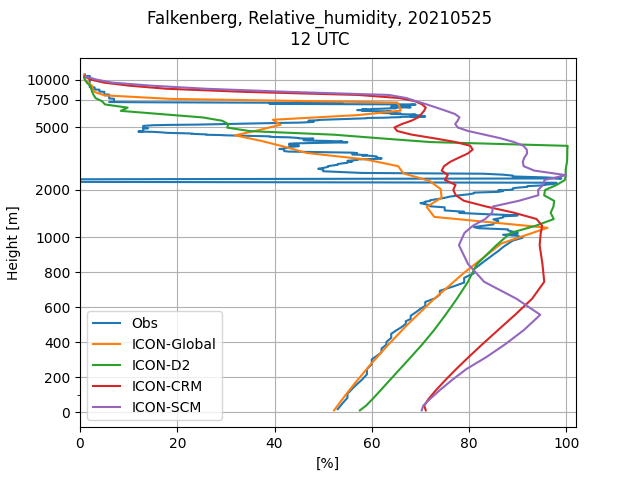 Falkenberg, Relative_humidity, 20210525
12 UTC
10000
7500
5000
2000
1000
800
600
400
200
0
Height [m]
Obs
ICON-Global
ICON-D2
ICON-CRM
ICON-SCM
0 20 40 60 80 100
[%]